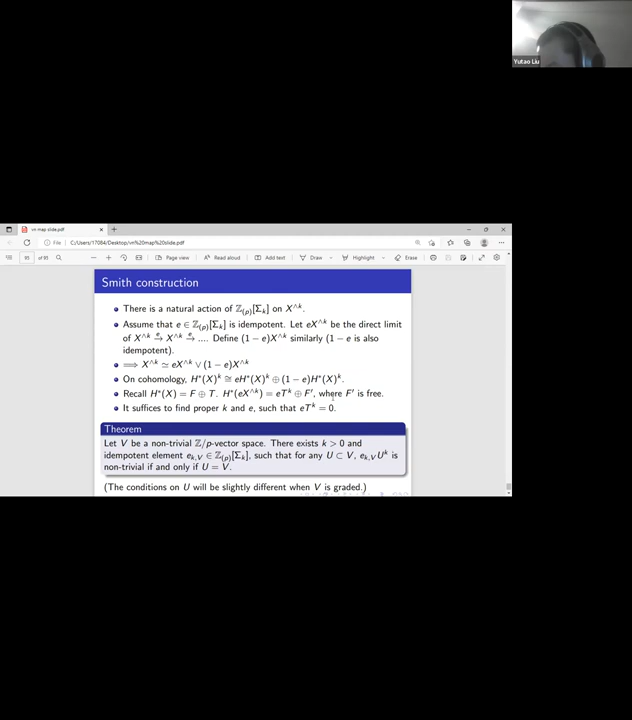 Yutao Liu
vn map slide.pdf
File
C:/Users/17084/Desktop/vn%20map%20slide.pdf
95 of 95
Page view
Read aloud
Add text
Draw
Highlight
Erase
Smith construction
There is a natural action of ℤ₍ₚ₎[Σₖ] on X^∧k.
Assume that e ∈ ℤ₍ₚ₎[Σₖ] is idempotent. Let eX^∧k be the direct limit
of X^∧k →^e X^∧k →^e .... Define (1 − e)X^∧k similarly (1 − e is also
idempotent).
⟹ X^∧k ≃ eX^∧k ∨ (1 − e)X^∧k
On cohomology, H*(X)^k ≅ eH*(X)^k ⊕ (1 − e)H*(X)^k.
Recall H*(X) = F ⊕ T. H*(eX^∧k) = eT^k ⊕ F′, where F′ is free.
It suffices to find proper k and e, such that eT^k = 0.
Theorem
Let V be a non-trivial ℤ/p-vector space. There exists k > 0 and
idempotent element e_{k,V} ∈ ℤ₍ₚ₎[Σₖ], such that for any U ⊂ V, e_{k,V}U^k is
non-trivial if and only if U = V.
(The conditions on U will be slightly different when V is graded.)